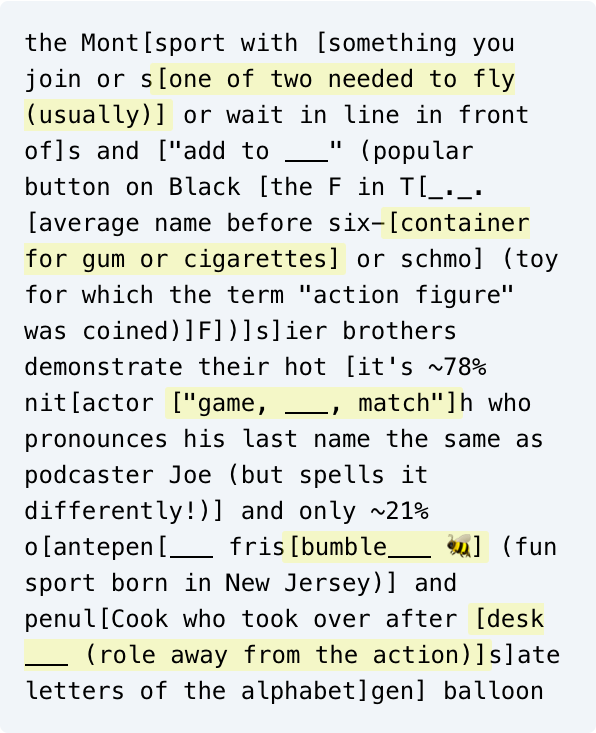 the Mont[sport with [something you
join or s[one of two needed to fly
(usually)] or wait in line in front
of]s and ["add to ___" (popular
button on Black [the F in T[_._.
[average name before six-[container
for gum or cigarettes] or schmo] (toy
for which the term "action figure"
was coined)]F])]s]ier brothers
demonstrate their hot [it's ~78%
nit[actor ["game, ___, match"]h who
pronounces his last name the same as
podcaster Joe (but spells it
differently!)] and only ~21%
o[antepen[___ fris[bumble___ 🐝] (fun
sport born in New Jersey)] and
penul[Cook who took over after [desk
___ (role away from the action)]s]ate
letters of the alphabet]gen] balloon